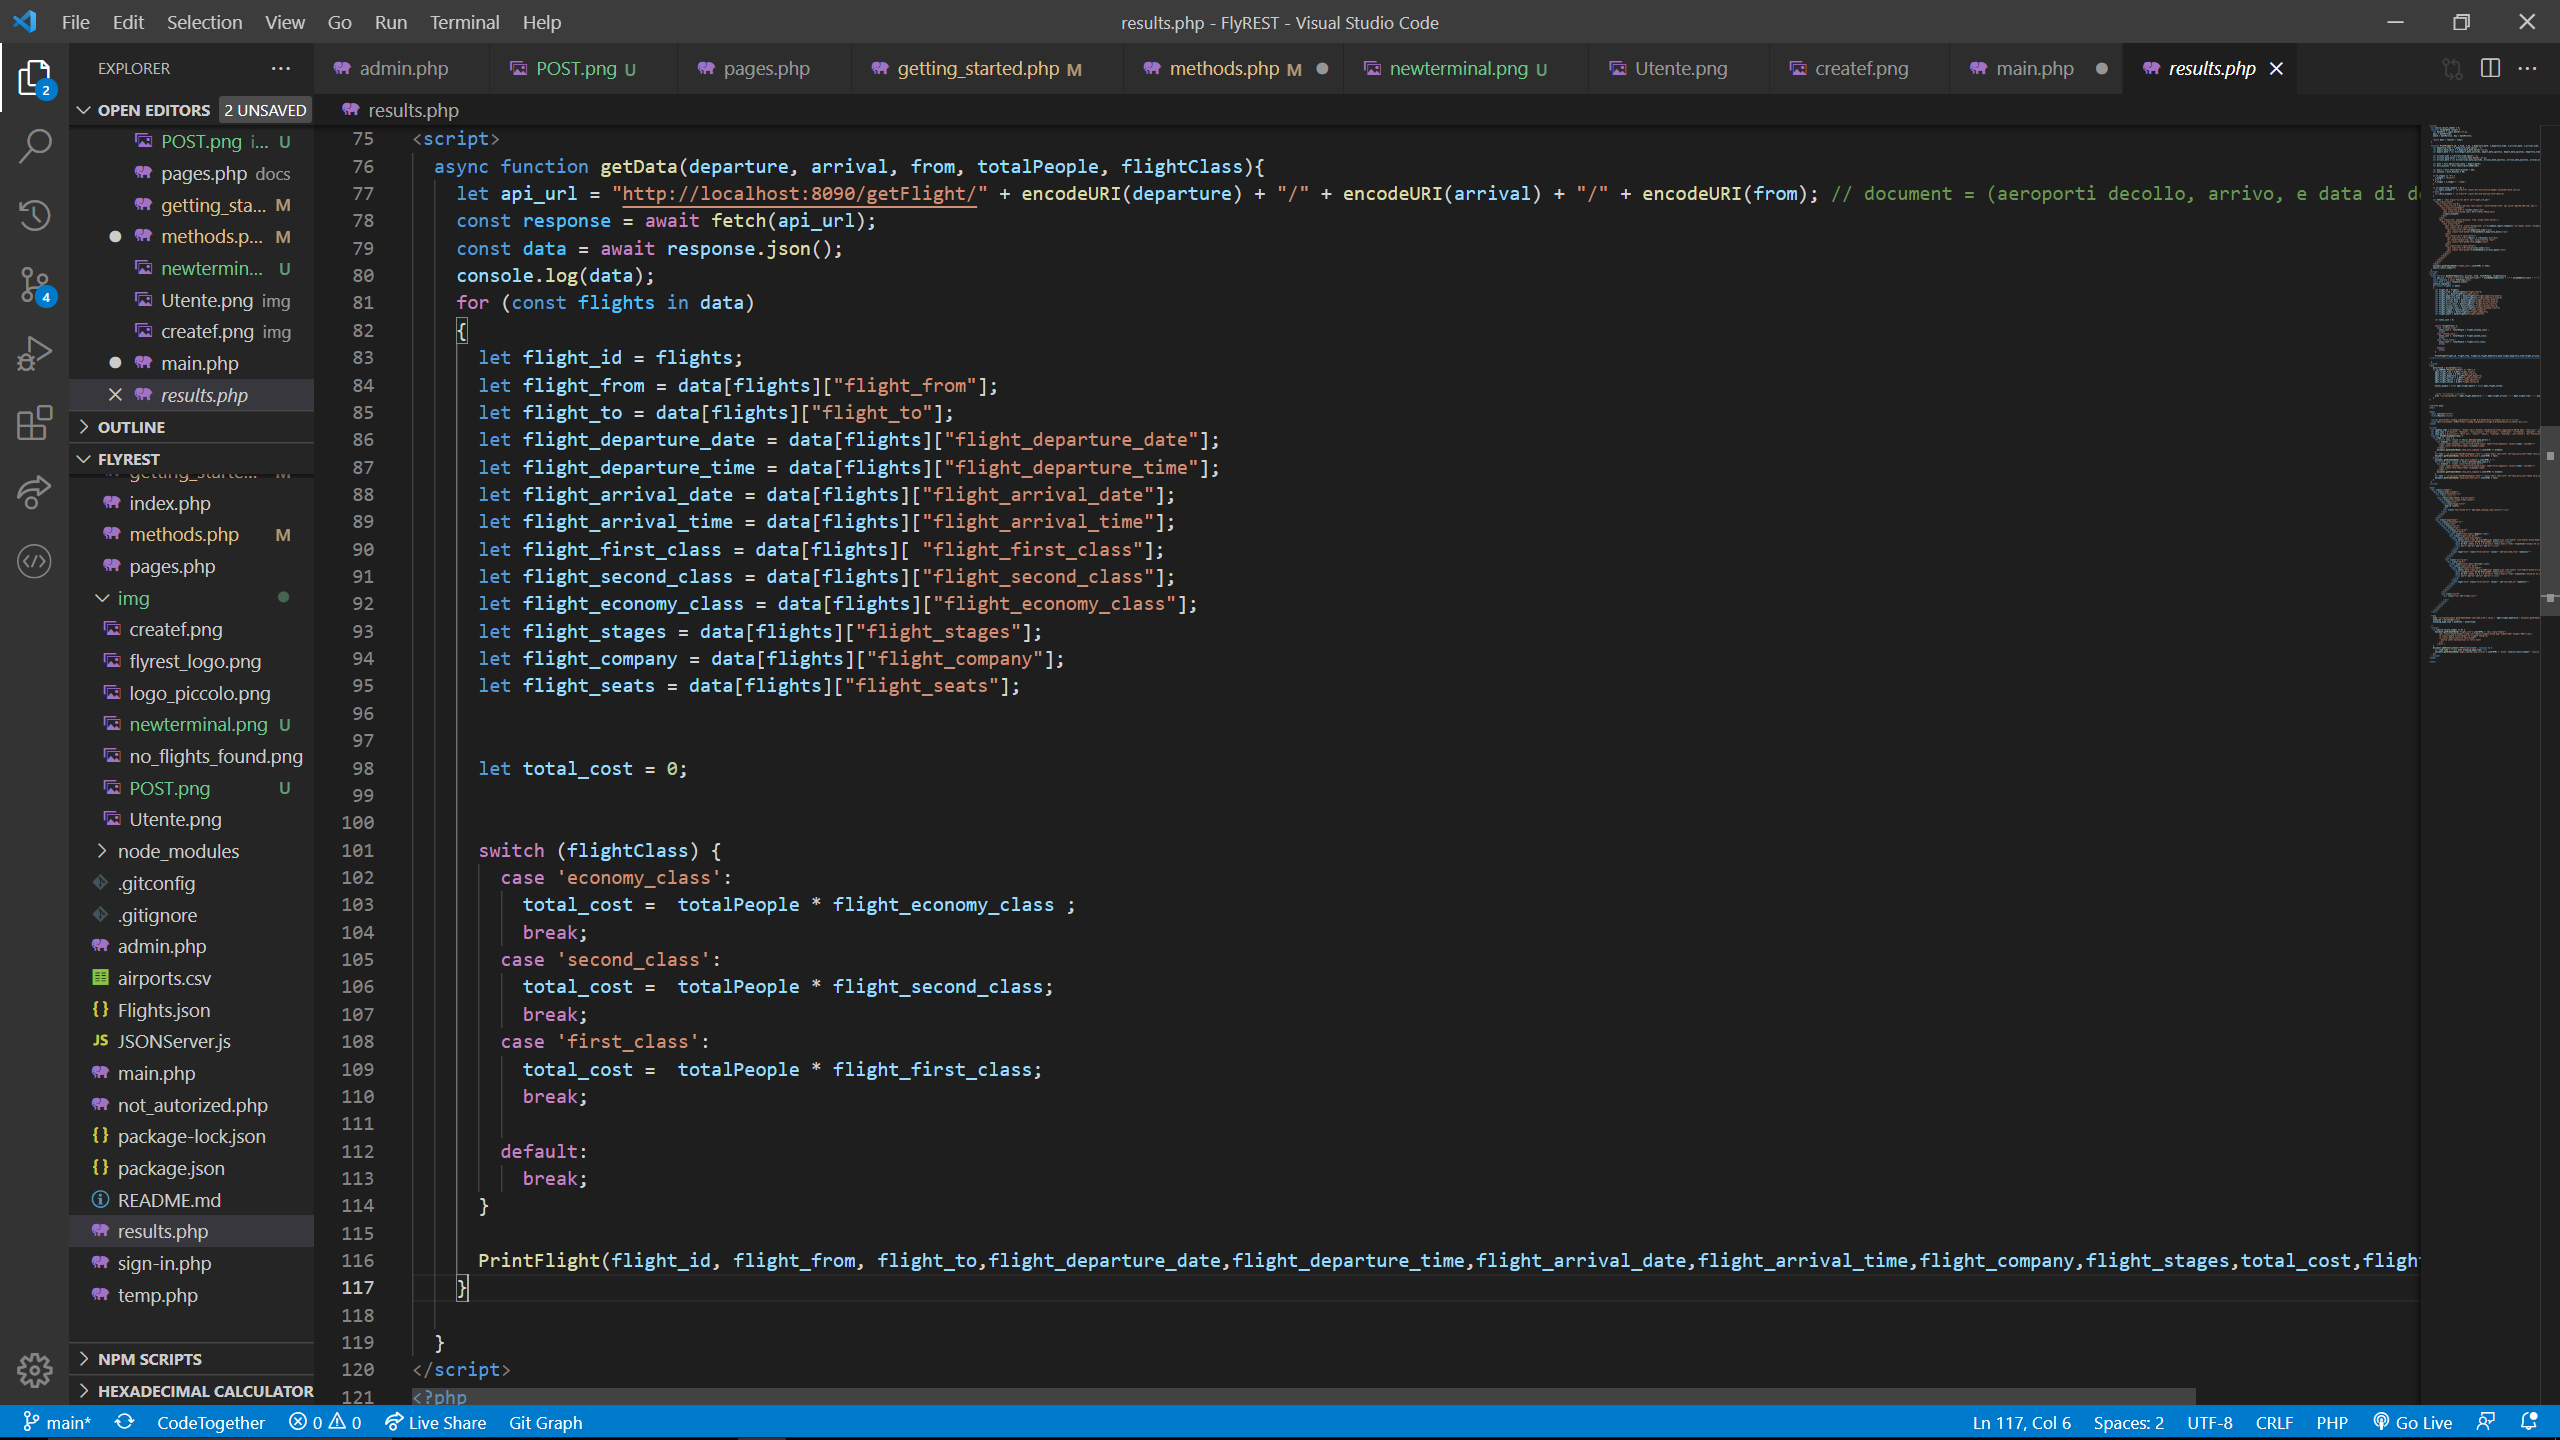 File Edit Selection View Go Run Terminal Help
results.php - FlyREST - Visual Studio Code
EXPLORER
admin.php
POST.png U
pages.php
getting_started.php M
methods.php M
newterminal.png U
Utente.png
createf.png
main.php
results.php
OPEN EDITORS 2 UNSAVED
POST.png i... U
pages.php docs
getting_sta... M
methods.p... M
newtermin... U
Utente.png img
createf.png img
main.php
results.php
OUTLINE
FLYREST
getting_starte... M
index.php
methods.php M
pages.php
img
createf.png
flyrest_logo.png
logo_piccolo.png
newterminal.png U
no_flights_found.png
POST.png U
Utente.png
node_modules
.gitconfig
.gitignore
admin.php
airports.csv
Flights.json
JSONServer.js
main.php
not_autorized.php
package-lock.json
package.json
README.md
results.php
sign-in.php
temp.php
NPM SCRIPTS
HEXADECIMAL CALCULATOR
2
4
results.php
75 <script>
76 async function getData(departure, arrival, from, totalPeople, flightClass){
77 let api_url = "http://localhost:8090/getFlight/" + encodeURI(departure) + "/" + encodeURI(arrival) + "/" + encodeURI(from); // document = (aeroporti decollo, arrivo, e data di d
78 const response = await fetch(api_url);
79 const data = await response.json();
80 console.log(data);
81 for (const flights in data)
82 {
83 let flight_id = flights;
84 let flight_from = data[flights]["flight_from"];
85 let flight_to = data[flights]["flight_to"];
86 let flight_departure_date = data[flights]["flight_departure_date"];
87 let flight_departure_time = data[flights]["flight_departure_time"];
88 let flight_arrival_date = data[flights]["flight_arrival_date"];
89 let flight_arrival_time = data[flights]["flight_arrival_time"];
90 let flight_first_class = data[flights][ "flight_first_class"];
91 let flight_second_class = data[flights]["flight_second_class"];
92 let flight_economy_class = data[flights]["flight_economy_class"];
93 let flight_stages = data[flights]["flight_stages"];
94 let flight_company = data[flights]["flight_company"];
95 let flight_seats = data[flights]["flight_seats"];
96
97
98 let total_cost = 0;
99
100
101 switch (flightClass) {
102 case 'economy_class':
103 total_cost =  totalPeople * flight_economy_class ;
104 break;
105 case 'second_class':
106 total_cost =  totalPeople * flight_second_class;
107 break;
108 case 'first_class':
109 total_cost =  totalPeople * flight_first_class;
110 break;
111
112 default:
113 break;
114 }
115
116 PrintFlight(flight_id, flight_from, flight_to,flight_departure_date,flight_departure_time,flight_arrival_date,flight_arrival_time,flight_company,flight_stages,total_cost,fligh
117 }
118
119 }
120 </script>
121 <?php
main* CodeTogether 0 0 Live Share Git Graph
Ln 117, Col 6 Spaces: 2 UTF-8 CRLF PHP Go Live